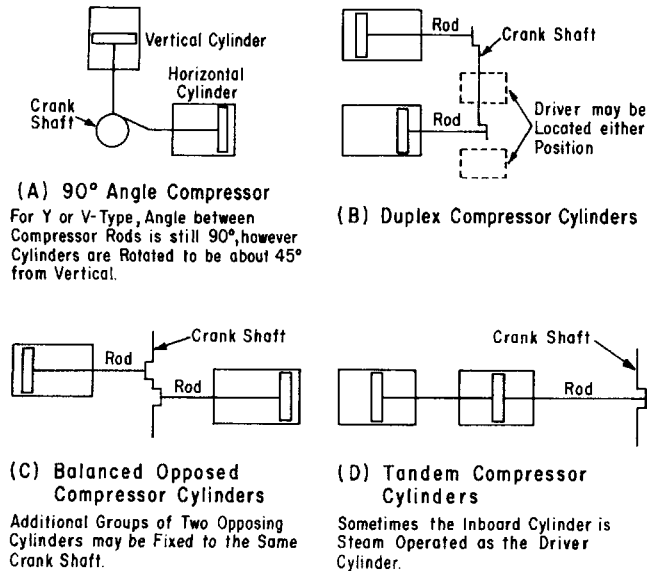 Vertical Cylinder
Horizontal
Cylinder
Crank
Shaft
(A) 90° Angle Compressor
For Y or V-Type, Angle between
Compressor Rods is still 90°, however
Cylinders are Rotated to be about 45°
from Vertical.
Rod
Crank Shaft
Rod
Driver may be
Located either
Position
(B) Duplex Compressor Cylinders
Crank Shaft
Rod
Rod
(C) Balanced Opposed
Compressor Cylinders
Additional Groups of Two Opposing
Cylinders may be Fixed to the Same
Crank Shaft.
Crank Shaft
Rod
(D) Tandem Compressor
Cylinders
Sometimes the Inboard Cylinder is
Steam Operated as the Driver
Cylinder.